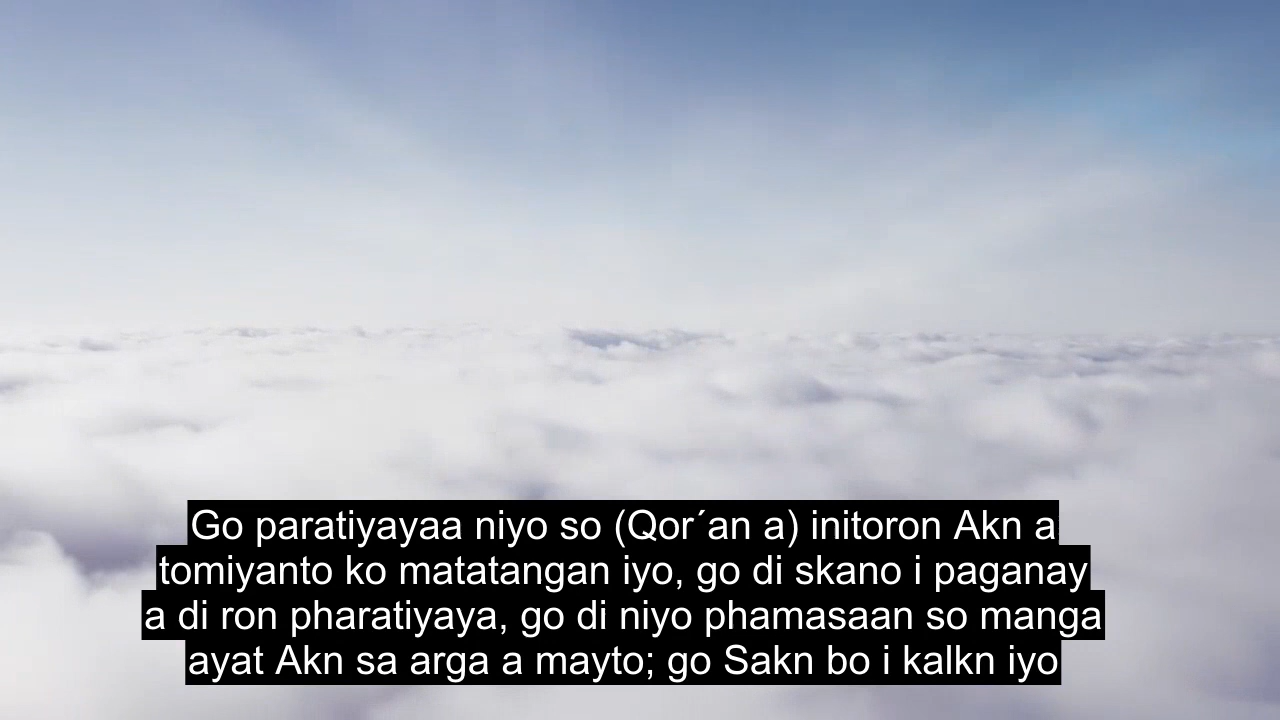 Go paratiyayaa niyo so (Qor´an a) initoron Akn a
tomiyanto ko matatangan iyo, go di skano i paganay
a di ron pharatiyaya, go di niyo phamasaan so manga
ayat Akn sa arga a mayto; go Sakn bo i kalkn iyo